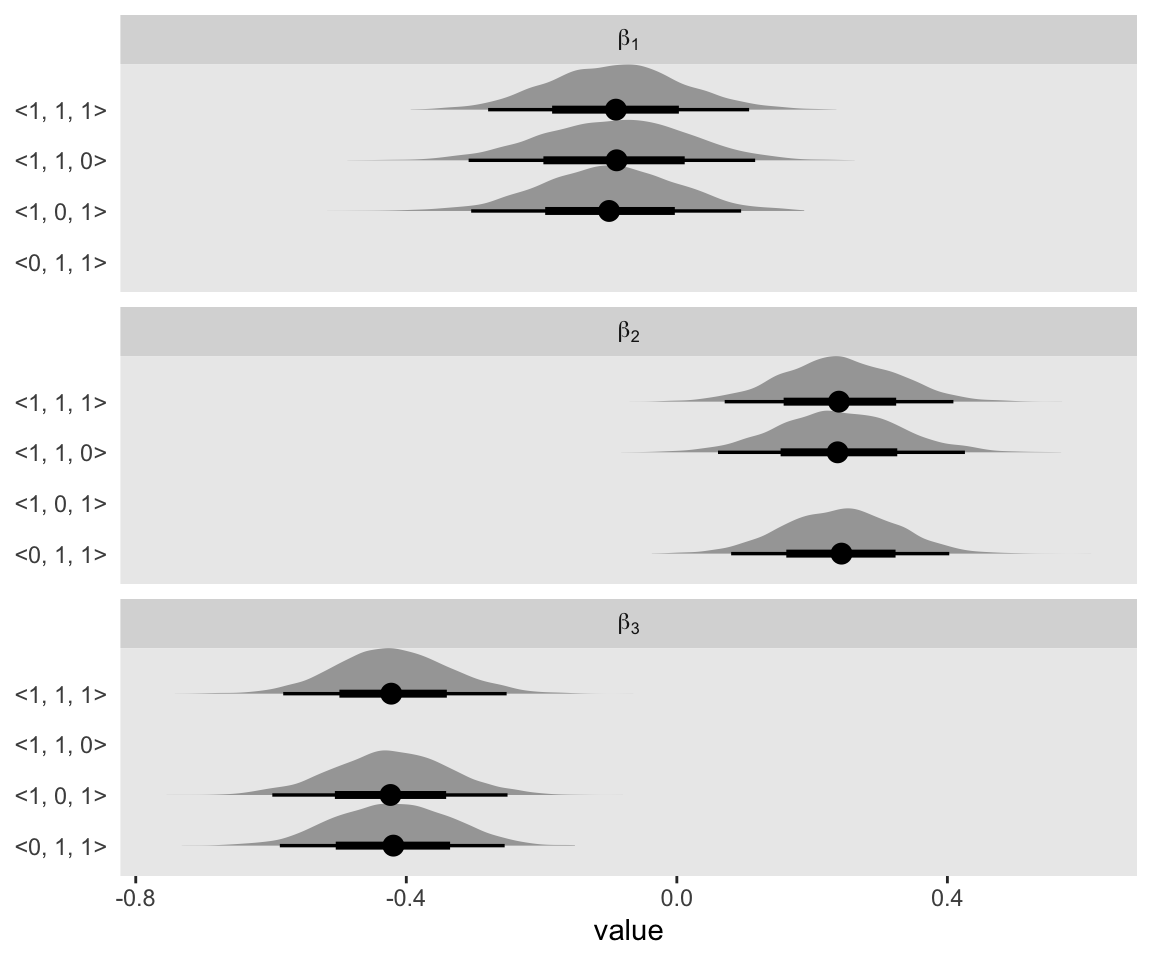 β₁
<1, 1, 1>
<1, 1, 0>
<1, 0, 1>
<0, 1, 1>
β₂
<1, 1, 1>
<1, 1, 0>
<1, 0, 1>
<0, 1, 1>
β₃
<1, 1, 1>
<1, 1, 0>
<1, 0, 1>
<0, 1, 1>
-0.8 -0.4 0.0 0.4
value